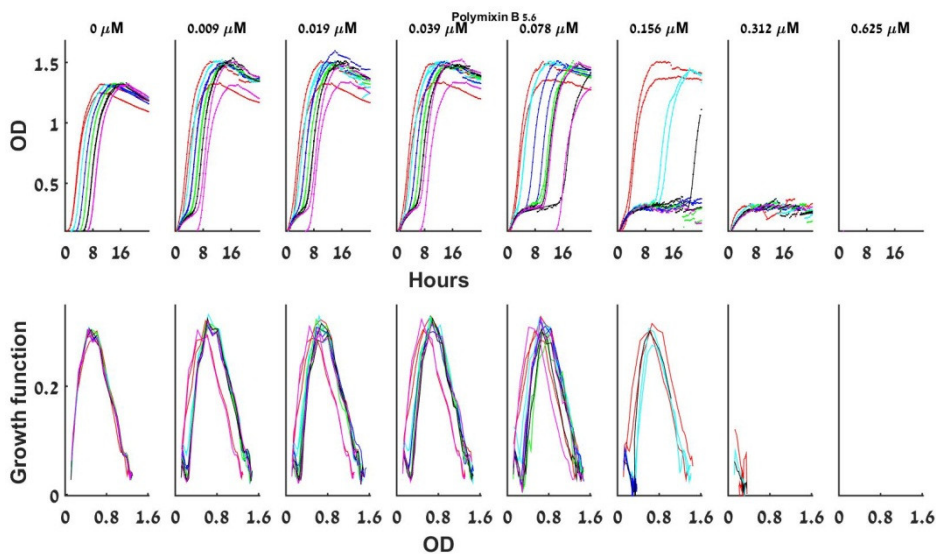 Polymixin B 5.6
0 µM 0.009 µM 0.019 µM 0.039 µM 0.078 µM 0.156 µM 0.312 µM 0.625 µM
OD
1.5
1
0.5
0 8 16 0 8 16 0 8 16 0 8 16 0 8 16 0 8 16 0 8 16 0 8 16
Hours
Growth function
0.2
0
0 0.8 1.6 0 0.8 1.6 0 0.8 1.6 0 0.8 1.6 0 0.8 1.6 0 0.8 1.6 0 0.8 1.6 0 0.8 1.6
OD